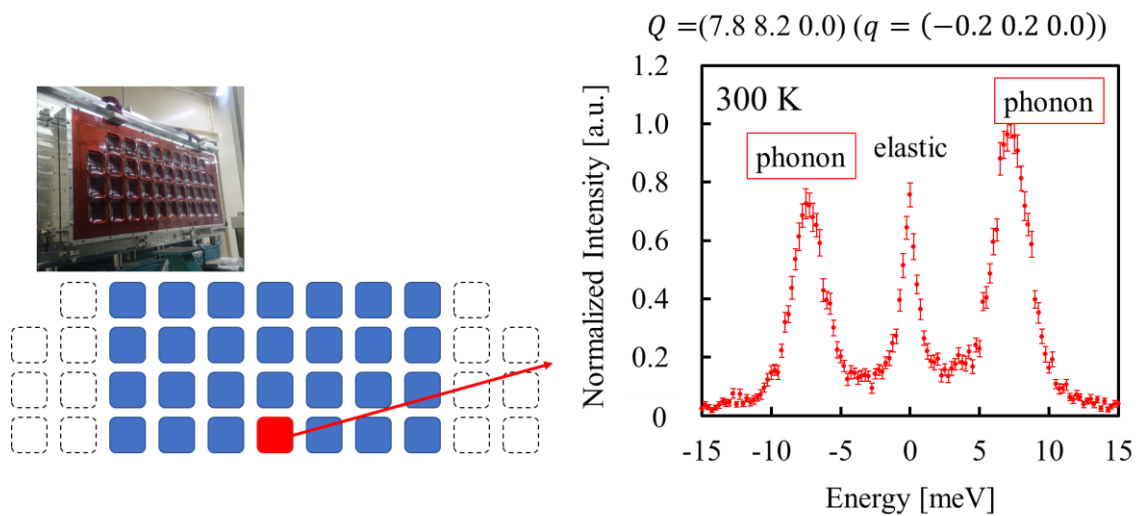 Q =(7.8 8.2 0.0) (q = (−0.2 0.2 0.0))
300 K
phonon
elastic
phonon
Normalized Intensity [a.u.]
1.2
1.0
0.8
0.6
0.4
0.2
0
-15 -10 -5 0 5 10 15
Energy [meV]